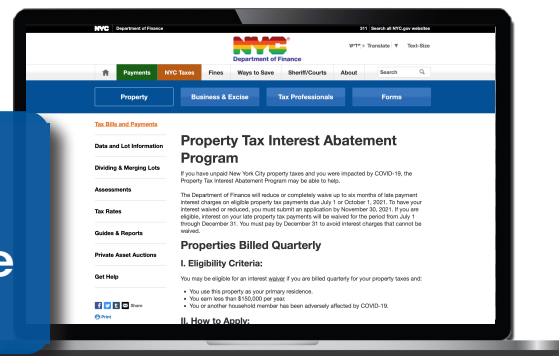 NYC Department of Finance
311 Search all NYC.gov websites
NYC
Department of Finance
Translate ▼ Text-Size
Payments NYC Taxes Fines Ways to Save Sheriff/Courts About Search
Property Business & Excise Tax Professionals Forms
Tax Bills and Payments
Data and Lot Information
Dividing & Merging Lots
Assessments
Tax Rates
Guides & Reports
Private Asset Auctions
Get Help
Share
Print
Property Tax Interest Abatement
Program
If you have unpaid New York City property taxes and you were impacted by COVID-19, the
Property Tax Interest Abatement Program may be able to help.
The Department of Finance will reduce or completely waive up to six months of late payment
interest charges on eligible property tax payments due July 1 or October 1, 2021. To have your
interest waived or reduced, you must submit an application by November 30, 2021. If you are
eligible, interest on your late property tax payments will be waived for the period from July 1
through December 31. You must pay by December 31 to avoid interest charges that cannot be
waived.
Properties Billed Quarterly
I. Eligibility Criteria:
You may be eligible for an interest waiver if you are billed quarterly for your property taxes and:
• You use this property as your primary residence.
• You earn less than $150,000 per year.
• You or another household member has been adversely affected by COVID-19.
II. How to Apply:
e